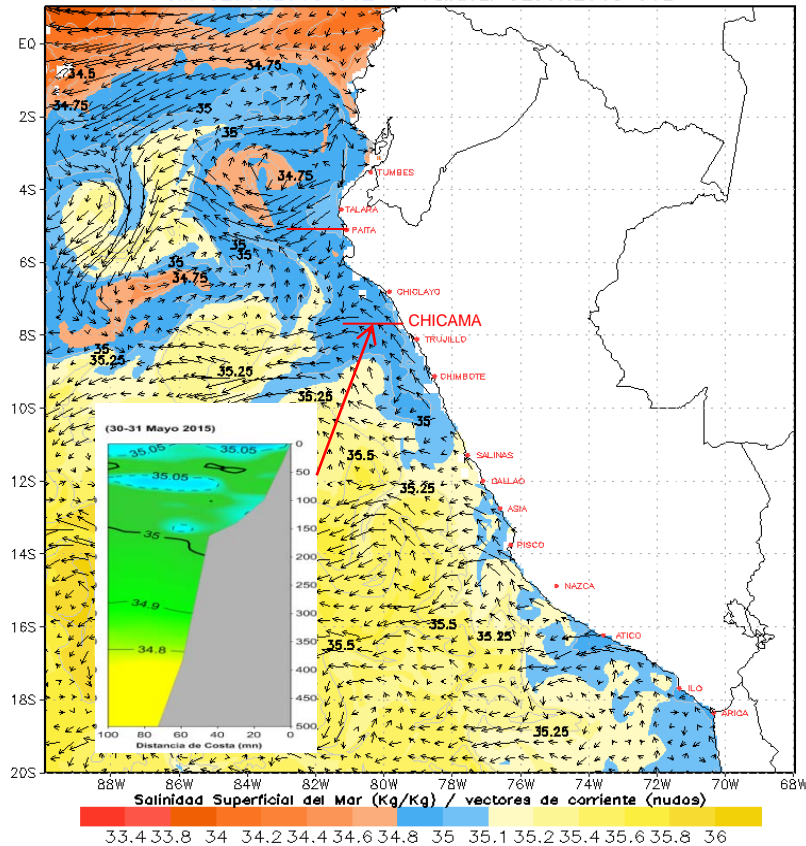 EQ
2S
4S
6S
8S
10S
12S
14S
16S
18S
20S
88W
86W
84W
82W
80W
78W
76W
74W
72W
70W
68W
34.5
34.75
34.75
34.75
35
35
34.75
35
35
35
34.75
35
35.25
35.25
35.25
35
35.5
35.25
35.5
35.5
35.25
35.25
TUMBES
TALARA
PAITA
CHICLAYO
CHICAMA
TRUJILLO
CHIMBOTE
SALINAS
CALLAO
ASIA
PISCO
NAZCA
ATICO
ILO
ARICA
(30-31 Mayo 2015)
35.05
35.05
35.05
35
34.9
34.8
0
50
100
150
200
250
300
350
400
450
500
100
80
60
40
20
0
Distancia de Costa (mn)
Salinidad Superficial del Mar (Kg/Kg) / vectores de corriente (nudos)
33.4 33.8 34 34.2 34.4 34.6 34.8 35 35.1 35.2 35.4 35.6 35.8 36